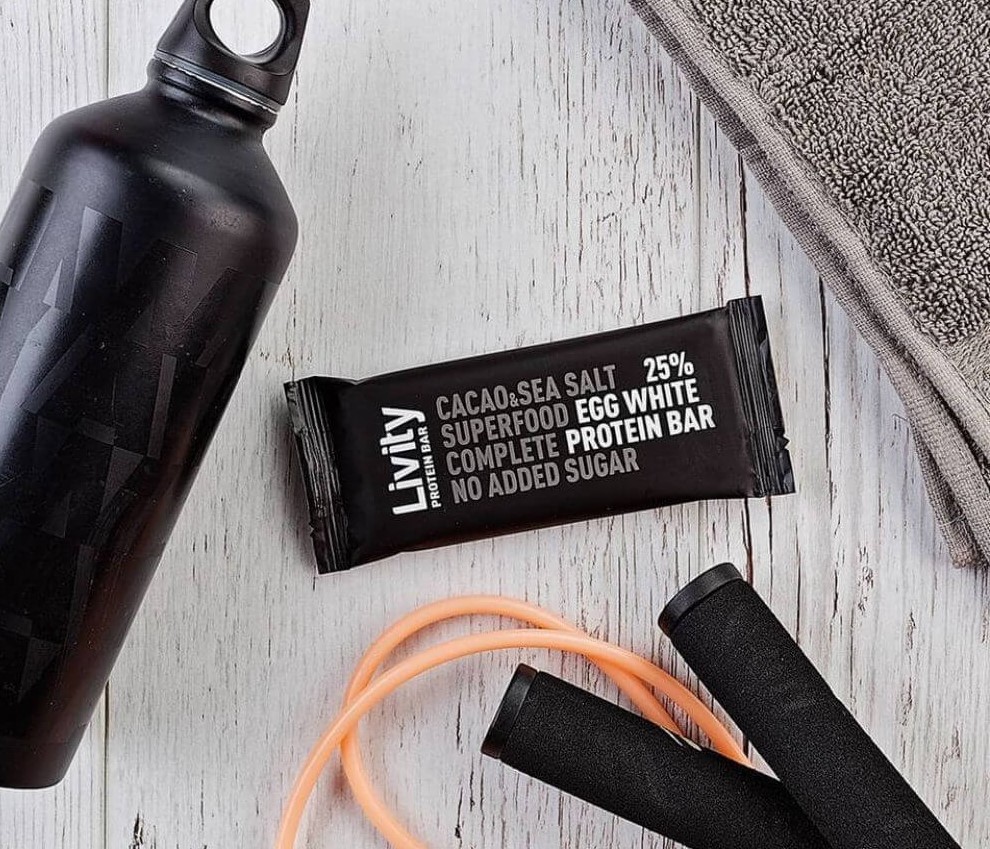 Livity
PROTEIN BAR
CACAO&SEA SALT 25%
SUPERFOOD EGG WHITE
COMPLETE PROTEIN BAR
NO ADDED SUGAR